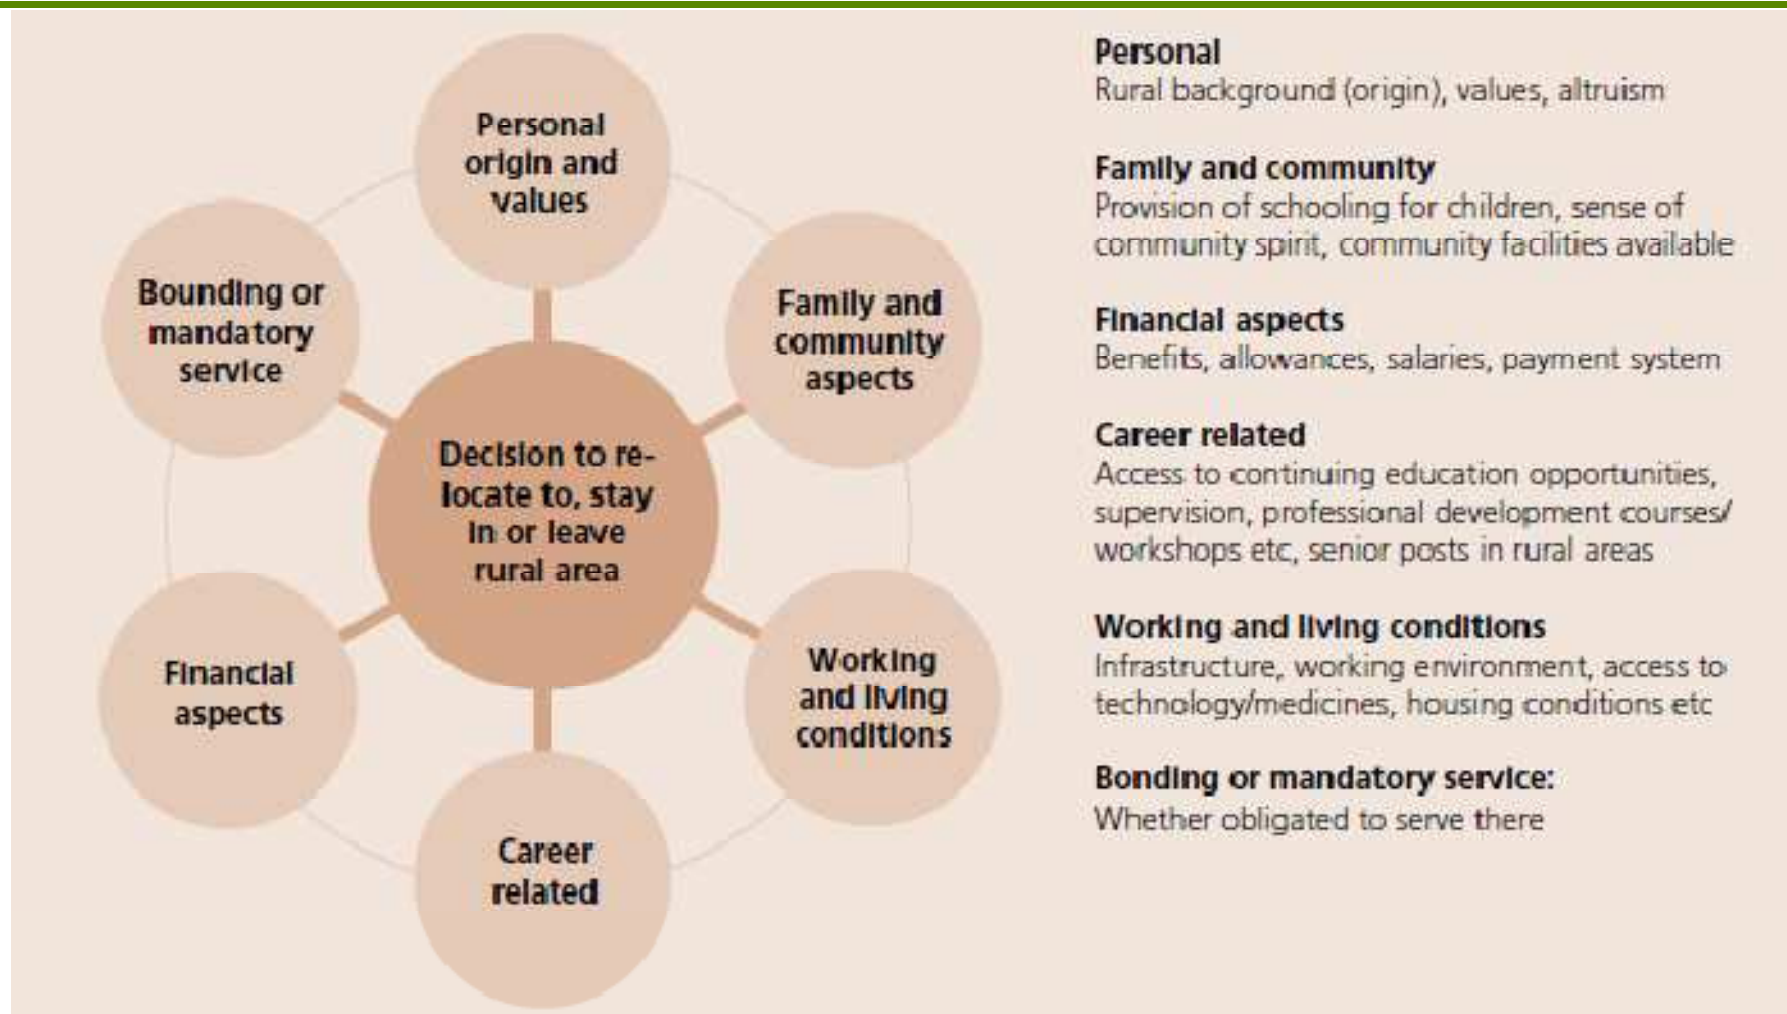 Personal
origin and
values
Family and
community
aspects
Working
and living
conditions
Career
related
Financial
aspects
Bounding or
mandatory
service
Decision to re-
locate to, stay
in or leave
rural area
Personal
Rural background (origin), values, altruism
Family and community
Provision of schooling for children, sense of
community spirit, community facilities available
Financial aspects
Benefits, allowances, salaries, payment system
Career related
Access to continuing education opportunities,
supervision, professional development courses/
workshops etc, senior posts in rural areas
Working and living conditions
Infrastructure, working environment, access to
technology/medicines, housing conditions etc
Bonding or mandatory service:
Whether obligated to serve there